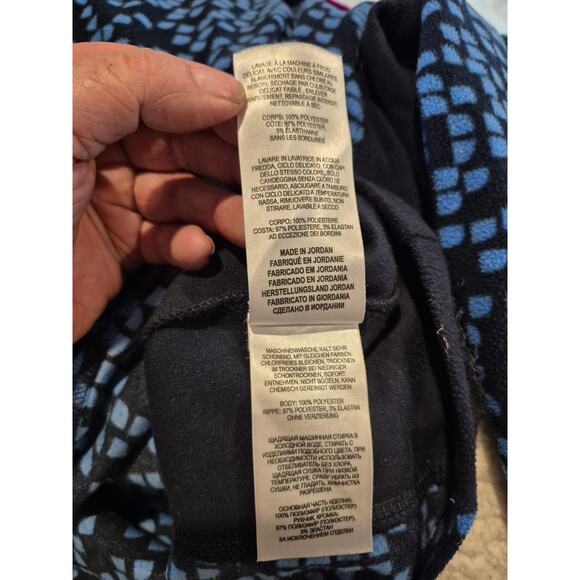 LAVAGE À LA MACHINE À FROID
DÉLICAT, AVEC COULEURS SIMILAIRES
BLANCHIMENT SANS CHLORE AU
BESOIN, SÉCHAGE PAR CULBUTAGE
DÉLICAT FAIBLE, ENLEVER
RAPIDEMENT, REPASSAGE INTERDIT
NETTOYABLE À SEC
CORPS: 100% POLYESTER
CÔTE: 97% POLYESTER,
3% ÉLASTHANNE
SANS LES BORDURES
LAVARE IN LAVATRICE IN ACQUA
FREDDA, CICLO DELICATO, CON CAPI
DELLO STESSO COLORE, SOLO
CANDEGGINA SENZA CLORO SE
NECESSARIO, ASCIUGARE A TAMBURO
CON CICLO DELICATO A TEMPERATURA
BASSA, RIMUOVERE SUBITO, NON
STIRARE, LAVABILE A SECCO
CORPO: 100% POLIESTERE
COSTA: 97% POLIESTERE, 3% ELASTAN
AD ECCEZIONE DEI BORDINI
MADE IN JORDAN
FABRIQUÉ EN JORDANIE
FABRICADO EM JORDANIA
FABRICADO EN JORDANIA
HERSTELLUNGSLAND JORDAN
FABBRICATO IN GIORDANIA
СДЕЛАНО В ИОРДАНИИ
MASCHINENWÄSCHE KALT SEHR
SCHONEND, MIT GLEICHEN FARBEN
CHLORFREIES BLEICHEN, TROCKNEN
IM TROCKNER BEI NIEDRIGER
SCHONTROCKNEN, SOFORT
ENTNEHMEN, NICHT BÜGELN, KANN
CHEMISCH GEREINIGT WERDEN
BODY: 100% POLYESTER
RIPPE: 97% POLYESTER, 3% ELASTAN
OHNE VERZIERUNG
ЩАДЯЩАЯ МАШИННАЯ СТИРКА В
ХОЛОДНОЙ ВОДЕ, СТИРАТЬ С
ИЗДЕЛИЯМИ ПОДОБНОГО ЦВЕТА, ПРИ
НЕОБХОДИМОСТИ ИСПОЛЬЗОВАТЬ
ОТБЕЛИВАТЕЛЬ БЕЗ ХЛОРА,
ЩАДЯЩАЯ СУШКА ПРИ НИЗКОЙ
ТЕМПЕРАТУРЕ, СРАЗУ УБРАТЬ ИЗ
СУШКИ, НЕ ГЛАДИТЬ, ХИМЧИСТКА
РАЗРЕШЕНА
ОСНОВНАЯ ЧАСТЬ ИЗДЕЛИЯ:
100% ПОЛИЭФИР (ПОЛИЭСТЕР)
РУБЧИК, КРОМКА:
97% ПОЛИЭФИР (ПОЛИЭСТЕР),
3% ЭЛАСТАН
ЗА ИСКЛЮЧЕНИЕМ ОТДЕЛКИ